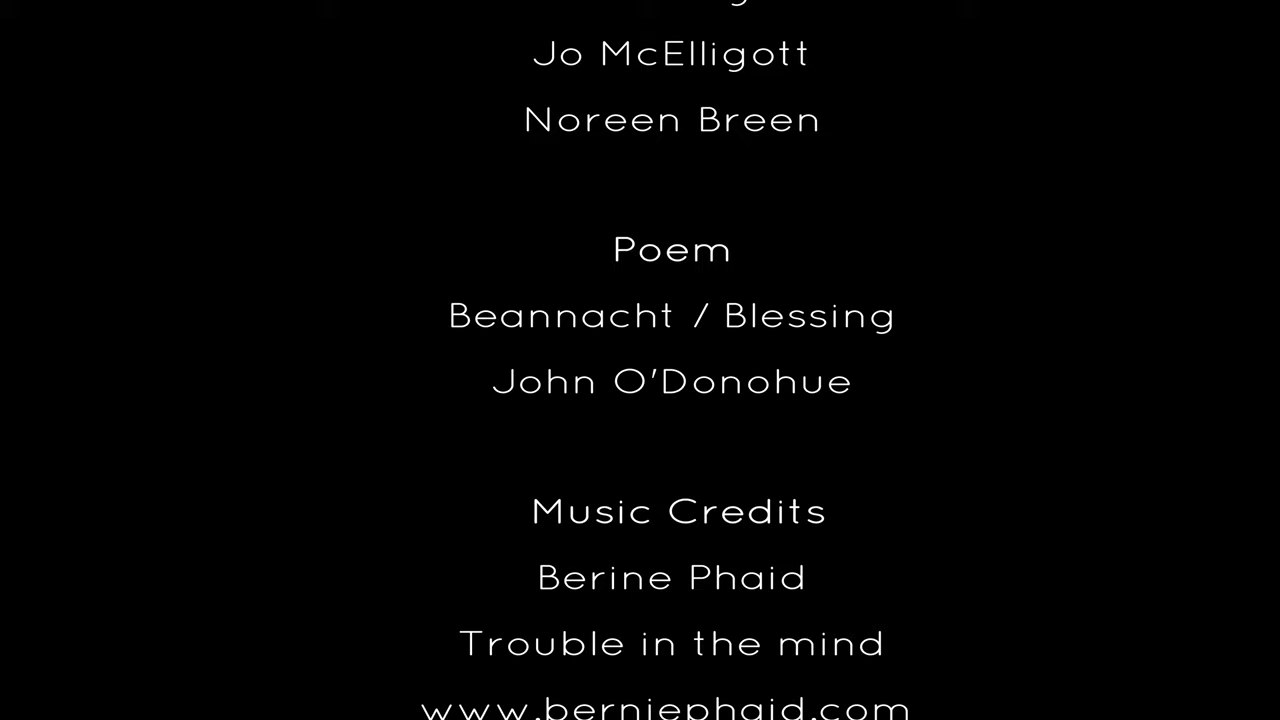 Jo McElligott
Noreen Breen
Poem
Beannacht / Blessing
John O'Donohue
Music Credits
Berine Phaid
Trouble in the mind
www.berniephaid.com